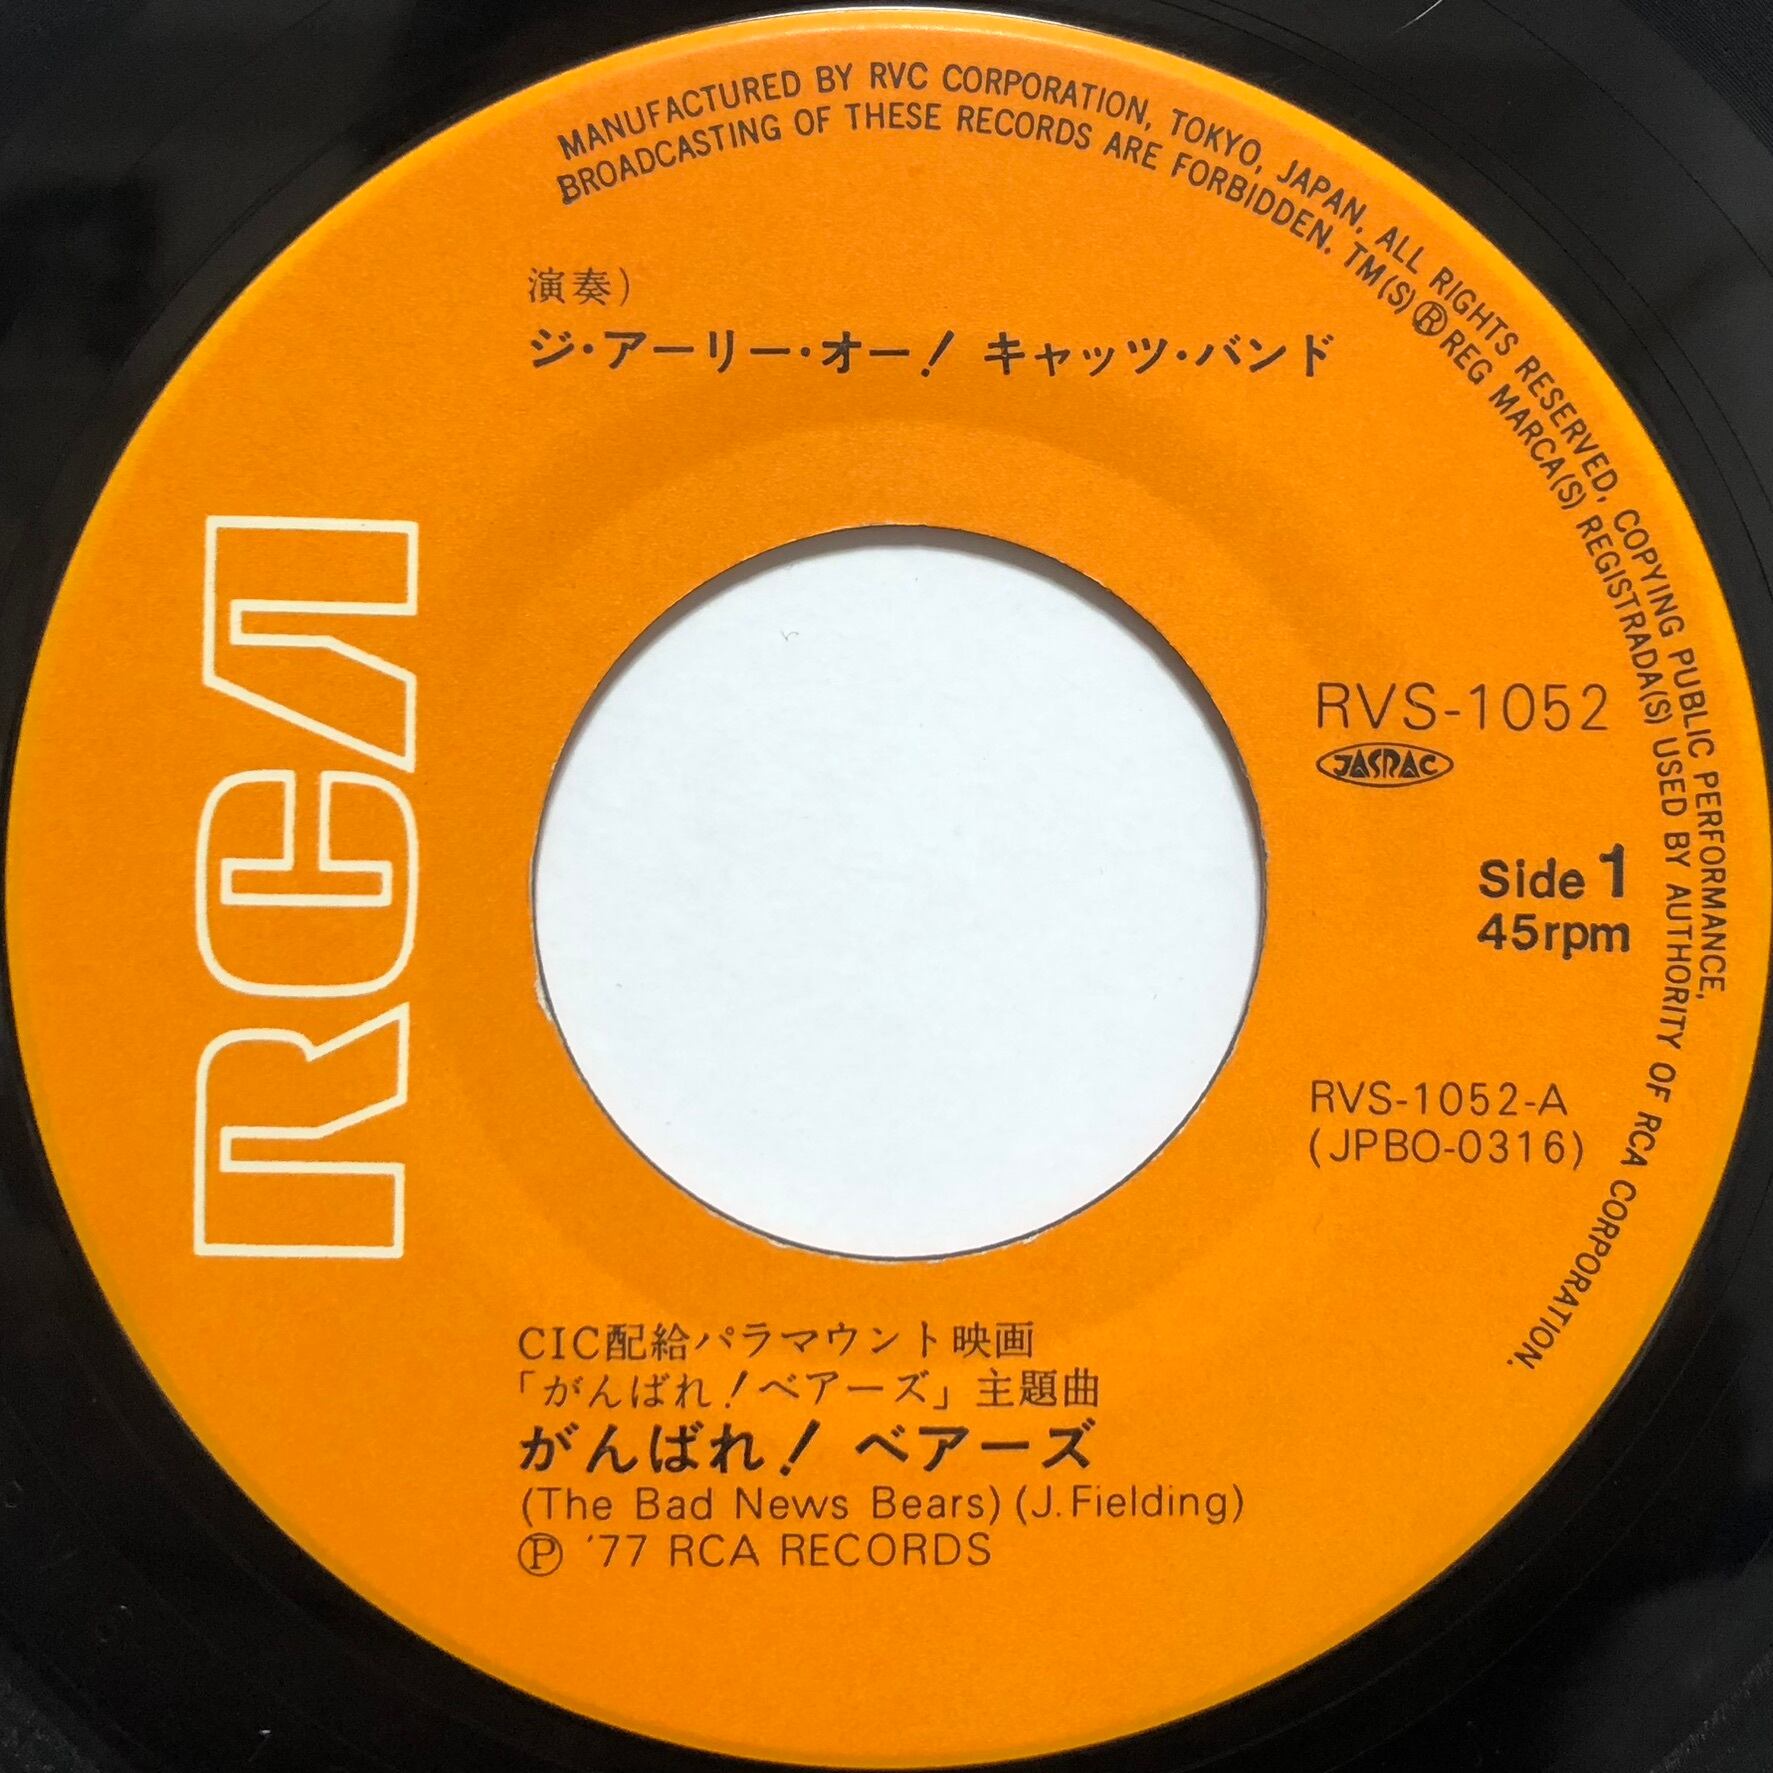 MANUFACTURED BY RVC CORPORATION, TOKYO, JAPAN. ALL RIGHTS RESERVED, COPYING PUBLIC PERFORMANCE,
BROADCASTING OF THESE RECORDS ARE FORBIDDEN. TM(S)ⓇREG MARCA(S) REGISTRADA(S) USED BY AUTHORITY OF RCA CORPORATION.
演奏)
ジ・アーリー・オー! キャッツ・バンド
RCA
RVS-1052
JASRAC
Side 1
45rpm
RVS-1052-A
(JPBO-0316)
CIC配給パラマウント映画
「がんばれ!ベアーズ」主題曲
がんばれ! ベアーズ
(The Bad News Bears) (J. Fielding)
Ⓟ '77 RCA RECORDS